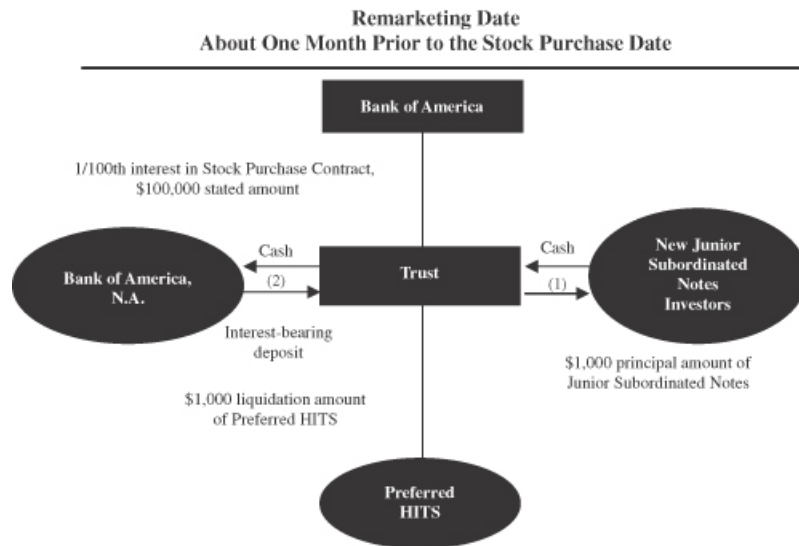 Remarketing Date
About One Month Prior to the Stock Purchase Date
Bank of America
1/100th interest in Stock Purchase Contract,
$100,000 stated amount
Cash
Cash
Bank of America,
N.A.
(2)
Trust
(1)
New Junior
Subordinated
Notes
Investors
Interest-bearing
deposit
$1,000 principal amount of
Junior Subordinated Notes
$1,000 liquidation amount
of Preferred HITS
Preferred
HITS